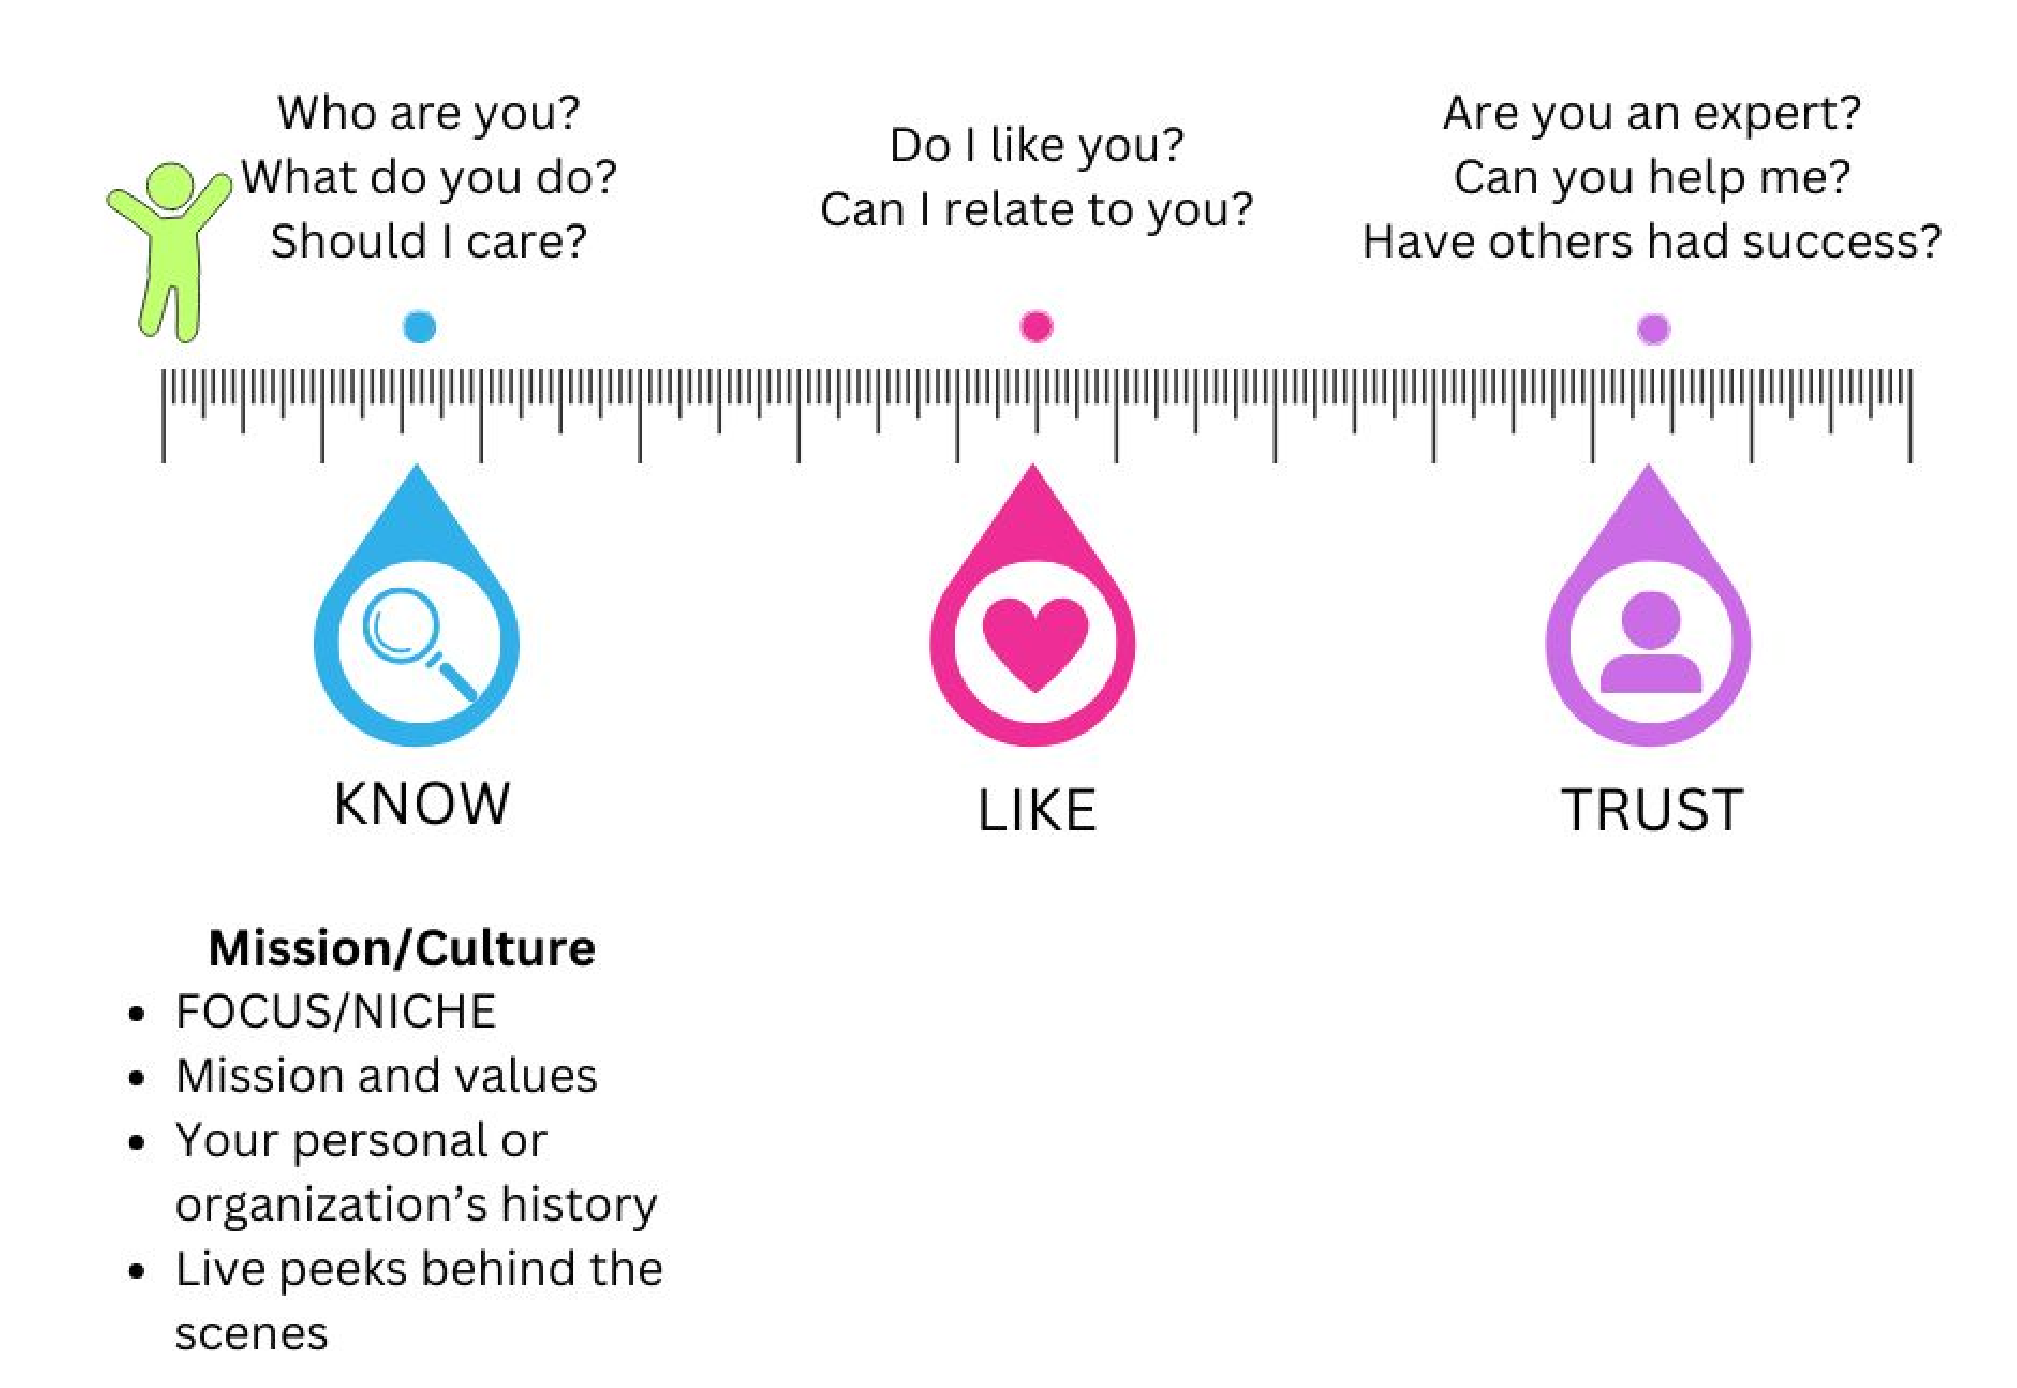 Who are you?
What do you do?
Should I care?
Do I like you?
Can I relate to you?
Are you an expert?
Can you help me?
Have others had success?
KNOW
LIKE
TRUST
Mission/Culture
• FOCUS/NICHE
• Mission and values
• Your personal or
organization’s history
• Live peeks behind the
scenes